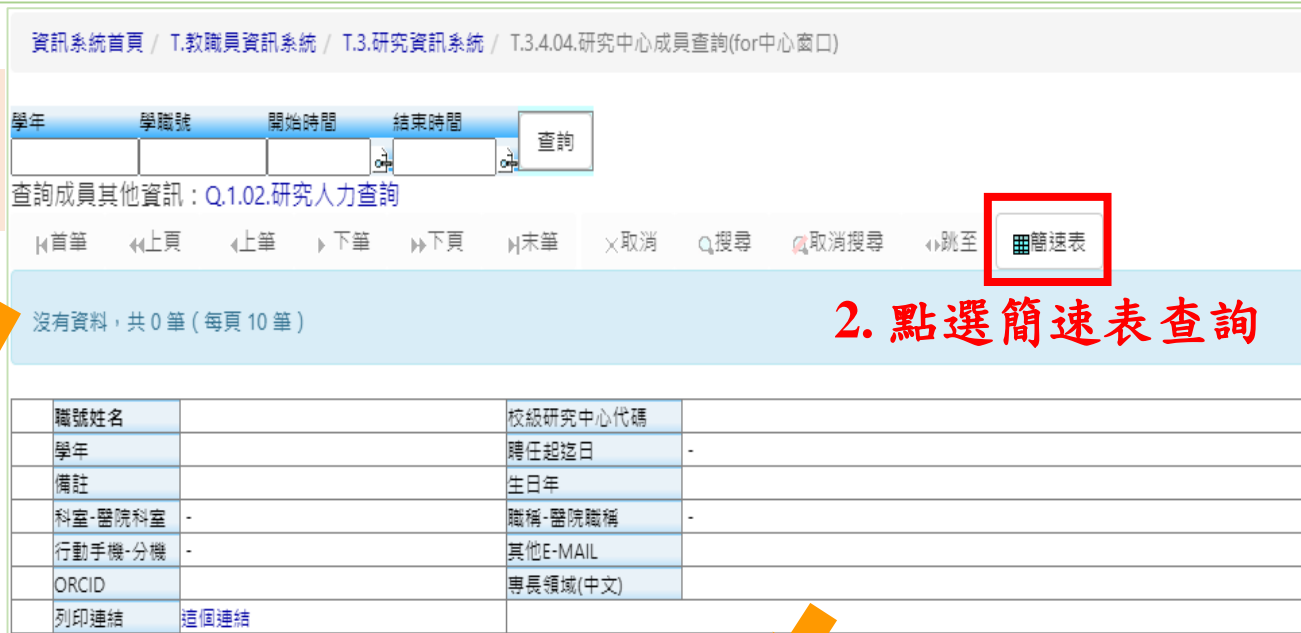 資訊系統首頁 / T.教職員資訊系統 / T.3.研究資訊系統 / T.3.4.04.研究中心成員查詢(for中心窗口)
學年 學職號 開始時間 結束時間 查詢
查詢成員其他資訊：Q.1.02.研究人力查詢
首筆 上頁 上筆 下筆 下頁 末筆 取消 搜尋 取消搜尋 跳至 簡速表
沒有資料，共 0 筆 ( 每頁 10 筆 )
2. 點選簡速表查詢
職號姓名 校級研究中心代碼
學年 聘任起迄日 -
備註 生日年
科室-醫院科室 - 職稱-醫院職稱 -
行動手機-分機 - 其他E-MAIL
ORCID 專長領域(中文)
列印連結 這個連結